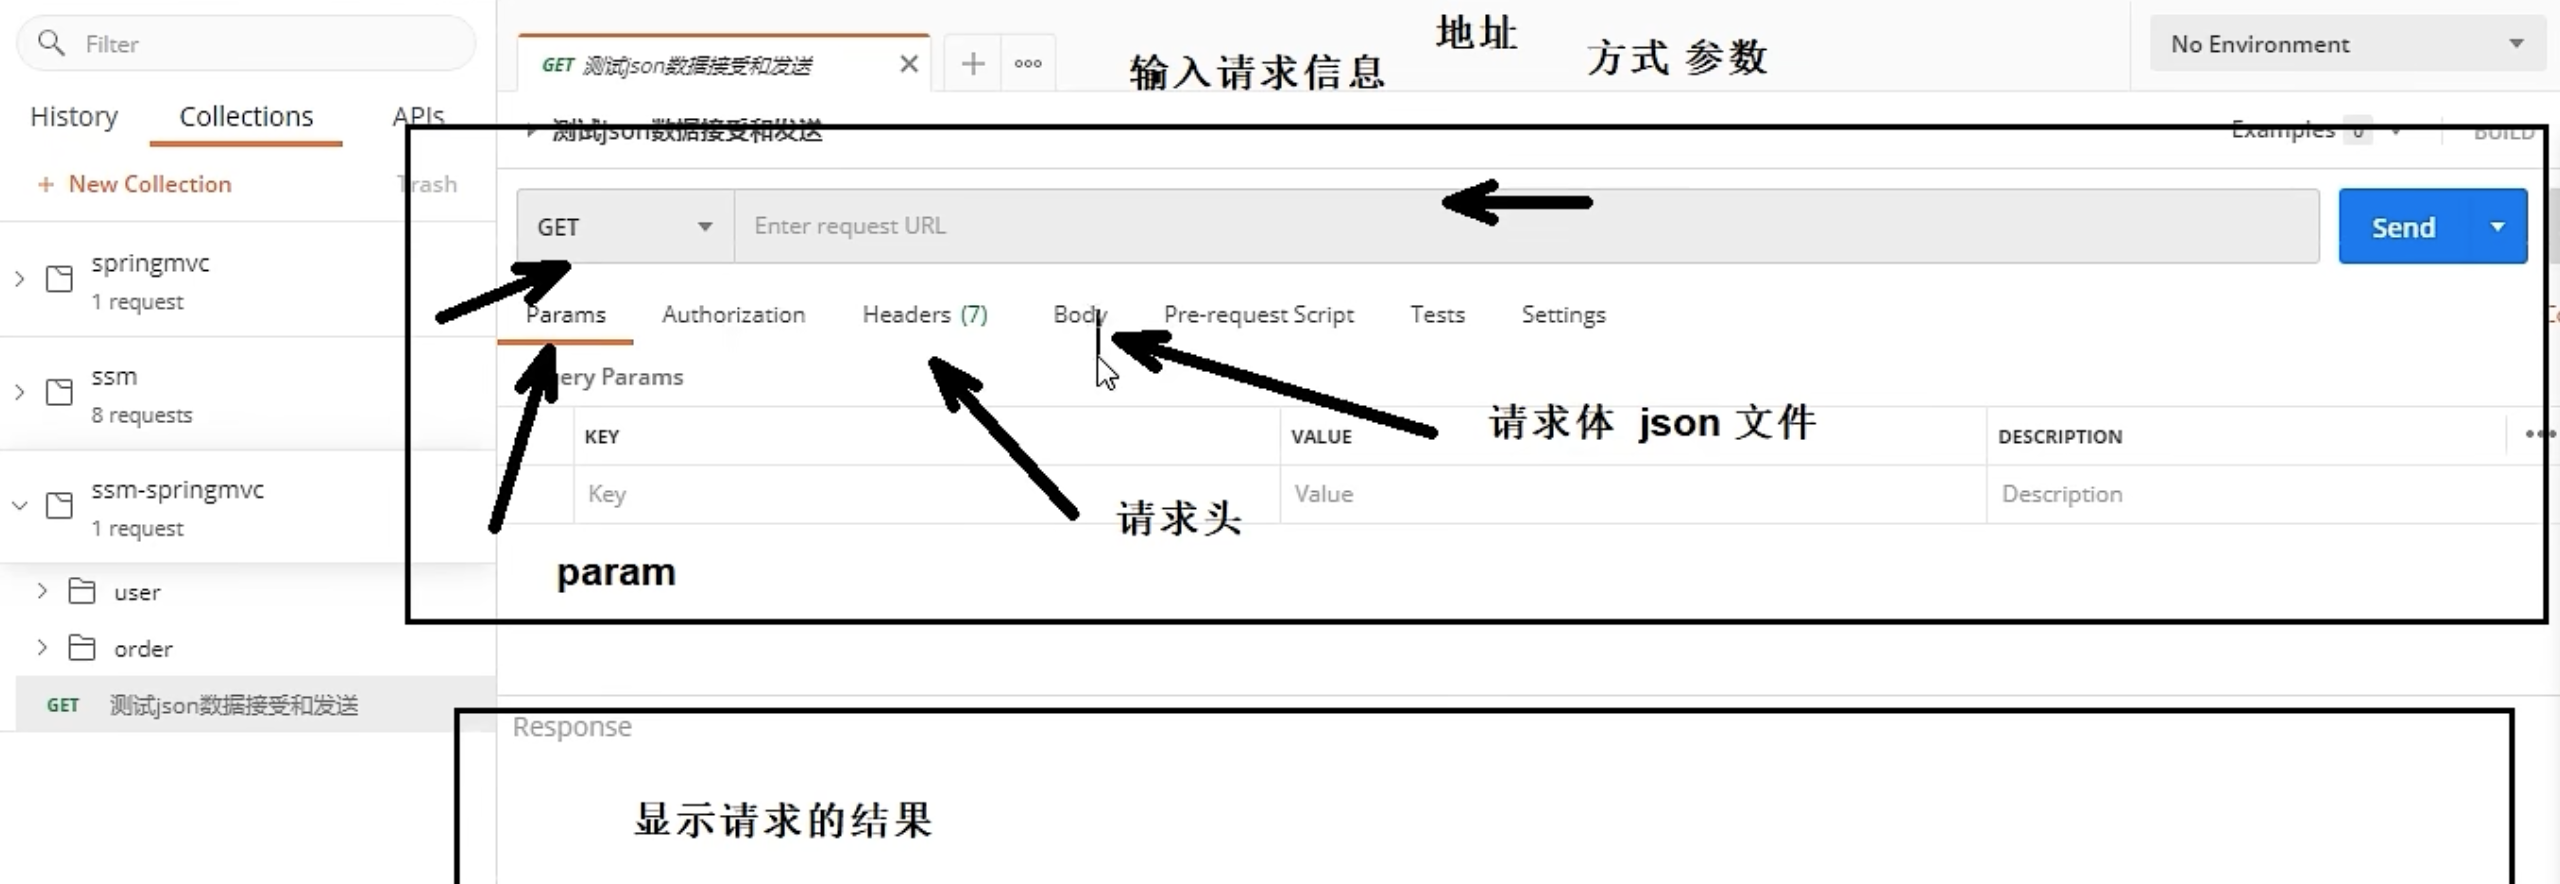 Filter
History Collections APIs
+ New Collection Trash
springmvc
1 request
ssm
8 requests
ssm-springmvc
1 request
user
order
GET 测试json数据接受和发送
GET 测试json数据接受和发送
输入请求信息
地址
方式 参数
No Environment
测试json数据接受和发送
Examples 0
BUILD
GET
Enter request URL
Send
Params Authorization Headers (7) Body Pre-request Script Tests Settings
Params
KEY VALUE DESCRIPTION
Key Value Description
请求体 json 文件
请求头
param
Response
显示请求的结果